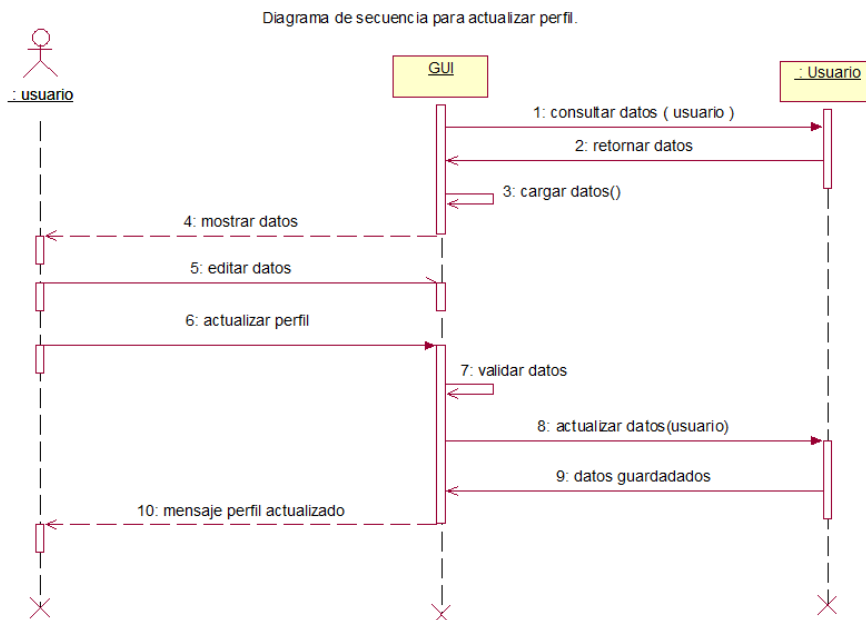 Diagrama de secuencia para actualizar perfil.
: usuario
GUI
: Usuario
1: consultar datos ( usuario )
2: retornar datos
3: cargar datos()
4: mostrar datos
5: editar datos
6: actualizar perfil
7: validar datos
8: actualizar datos(usuario)
9: datos guardadados
10: mensaje perfil actualizado